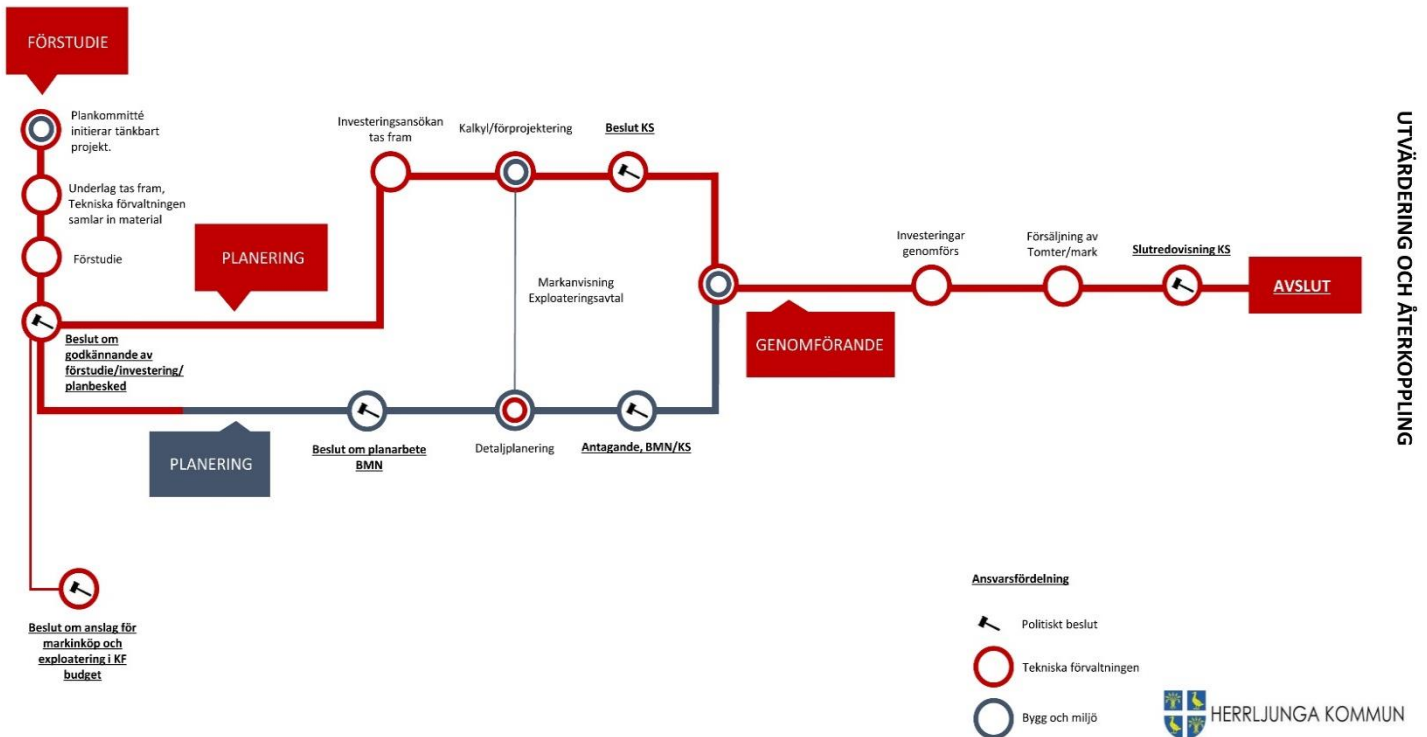 FÖRSTUDIE
Plankommitté
initierar tänkbart
projekt.
Underlag tas fram,
Tekniska förvaltningen
samlar in material
Förstudie
Beslut om
godkännande av
förstudie/investering/
planbesked
Beslut om anslag för
markinköp och
exploatering i KF
budget
PLANERING
Investeringsansökan
tas fram
Kalkyl/förprojektering
Beslut KS
Markanvisning
Exploateringsavtal
PLANERING
Beslut om planarbete
BMN
Detaljplanering
Antagande, BMN/KS
GENOMFÖRANDE
Investeringar
genomförs
Försäljning av
Tomter/mark
Slutredovisning KS
AVSLUT
UTVÄRDERING OCH ÅTERKOPPLING
Ansvarsfördelning
Politiskt beslut
Tekniska förvaltningen
Bygg och miljö
HERRLJUNGA KOMMUN